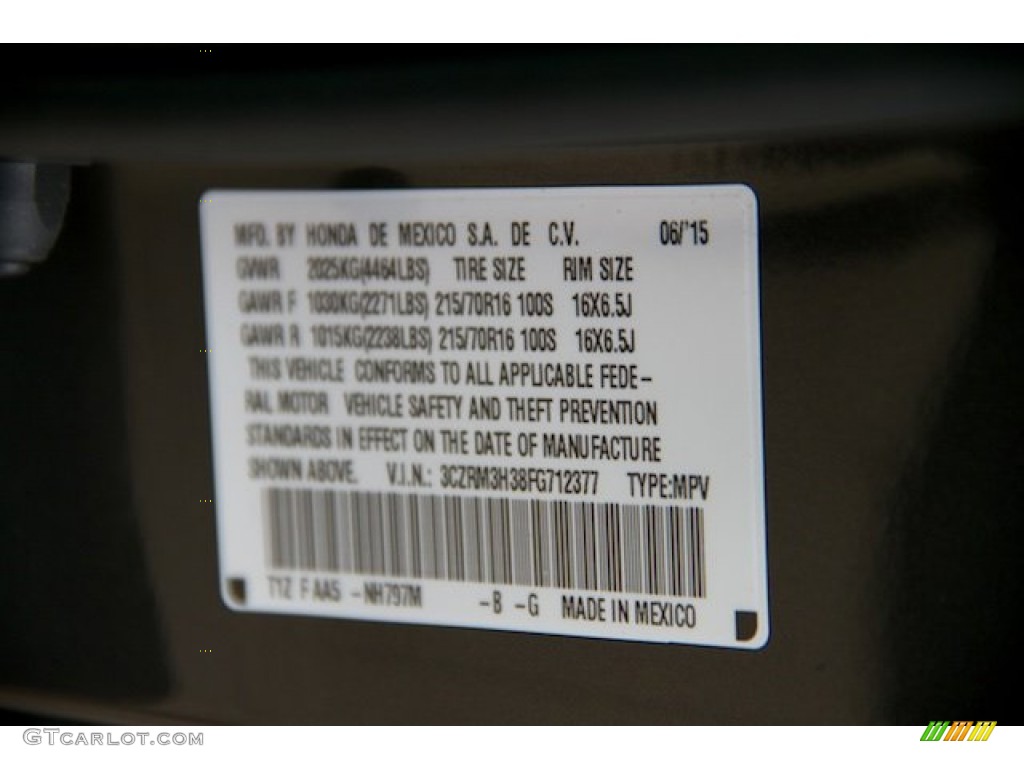 MFD. BY HONDA DE MEXICO S.A. DE C.V. 06/'15
GVWR 2025KG(4464LBS) TIRE SIZE RIM SIZE
GAWR F 1030KG(2271LBS) 215/70R16 100S 16X6.5J
GAWR R 1015KG(2238LBS) 215/70R16 100S 16X6.5J
THIS VEHICLE CONFORMS TO ALL APPLICABLE FEDE-
RAL MOTOR VEHICLE SAFETY AND THEFT PREVENTION
STANDARDS IN EFFECT ON THE DATE OF MANUFACTURE
SHOWN ABOVE. V.I.N.: 3CZRM3H38FG712377 TYPE:MPV
T1Z F AA5 -NH797M -B -G MADE IN MEXICO
GTCARLOT.COM